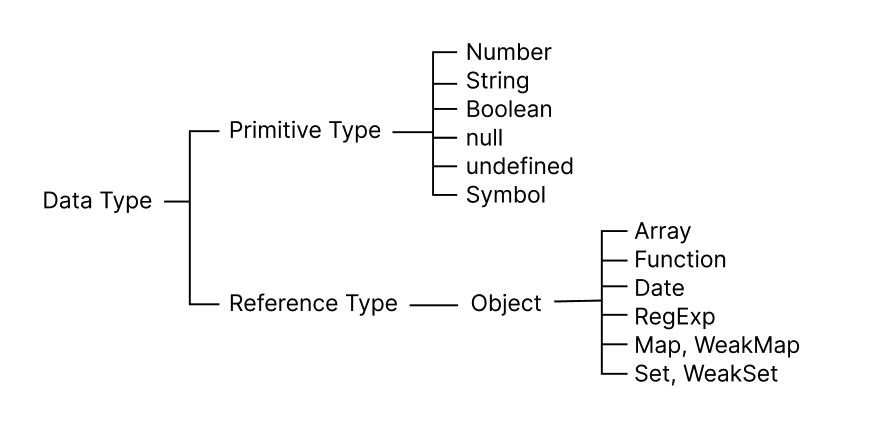 Data Type
Primitive Type
Number
String
Boolean
null
undefined
Symbol
Reference Type
Object
Array
Function
Date
RegExp
Map, WeakMap
Set, WeakSet